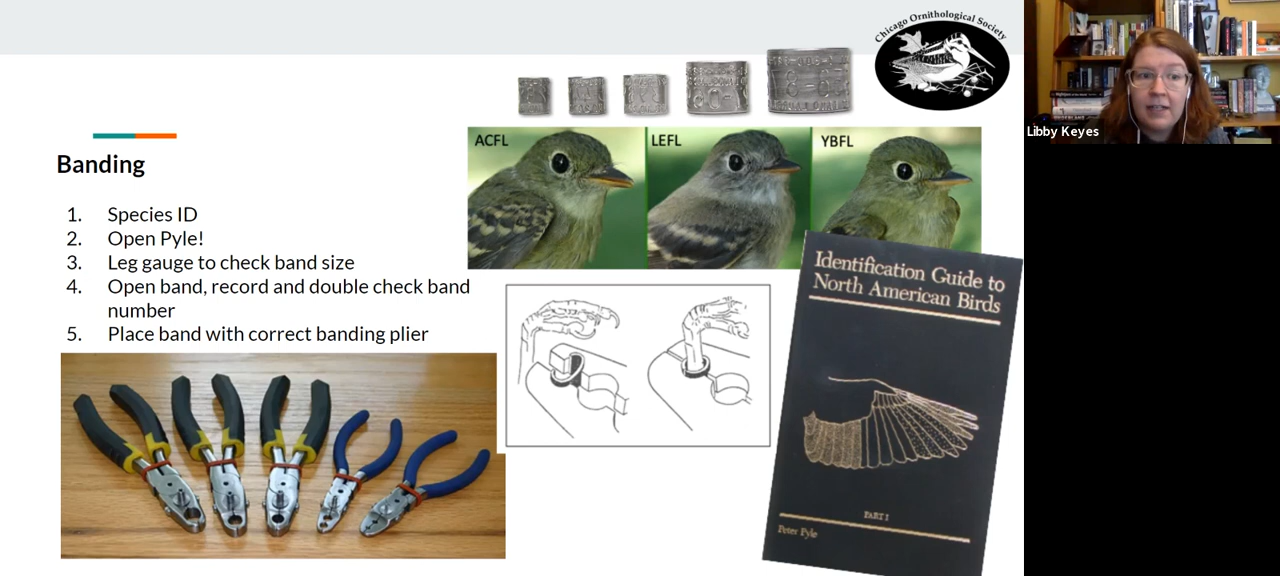 Chicago Ornithological Society
Libby Keyes
ACFL
LEFL
YBFL
Banding
1. Species ID
2. Open Pyle!
3. Leg gauge to check band size
4. Open band, record and double check band
number
5. Place band with correct banding plier
Identification Guide to
North American Birds
PART I
Peter Pyle